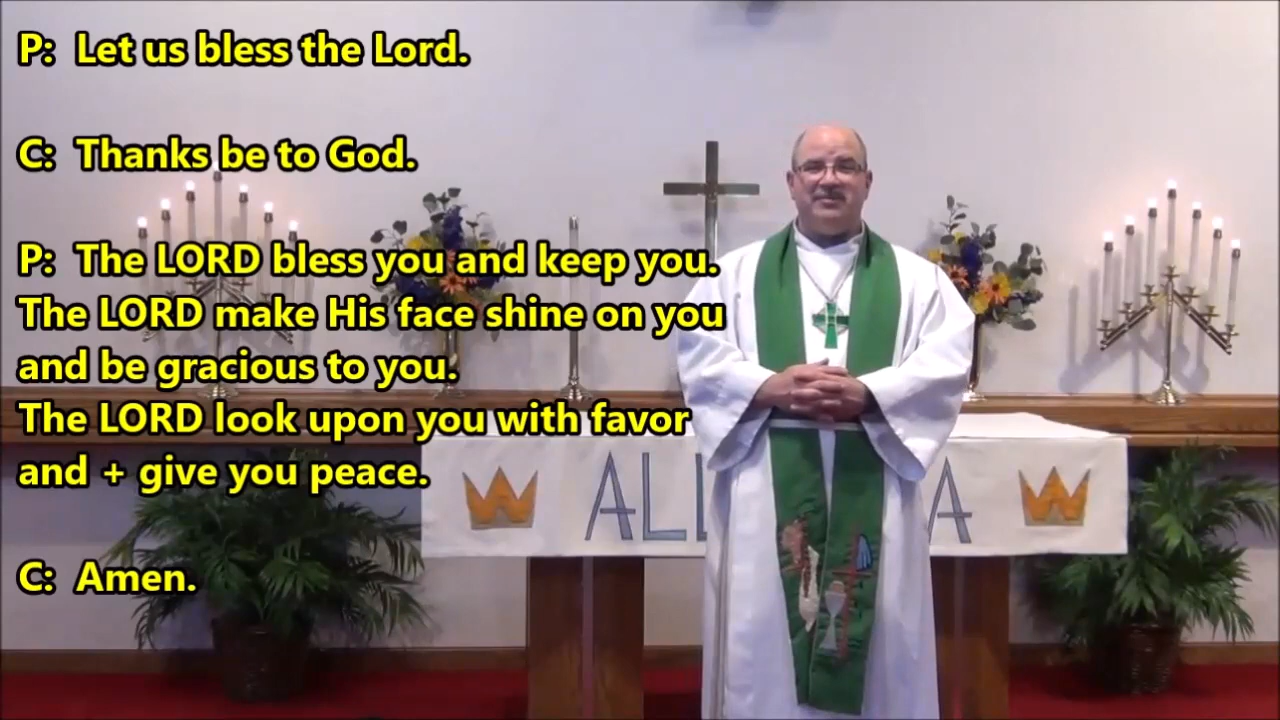 P:  Let us bless the Lord.
C:  Thanks be to God.
P:  The LORD bless you and keep you.
The LORD make His face shine on you
and be gracious to you.
The LORD look upon you with favor
and + give you peace.
C:  Amen.